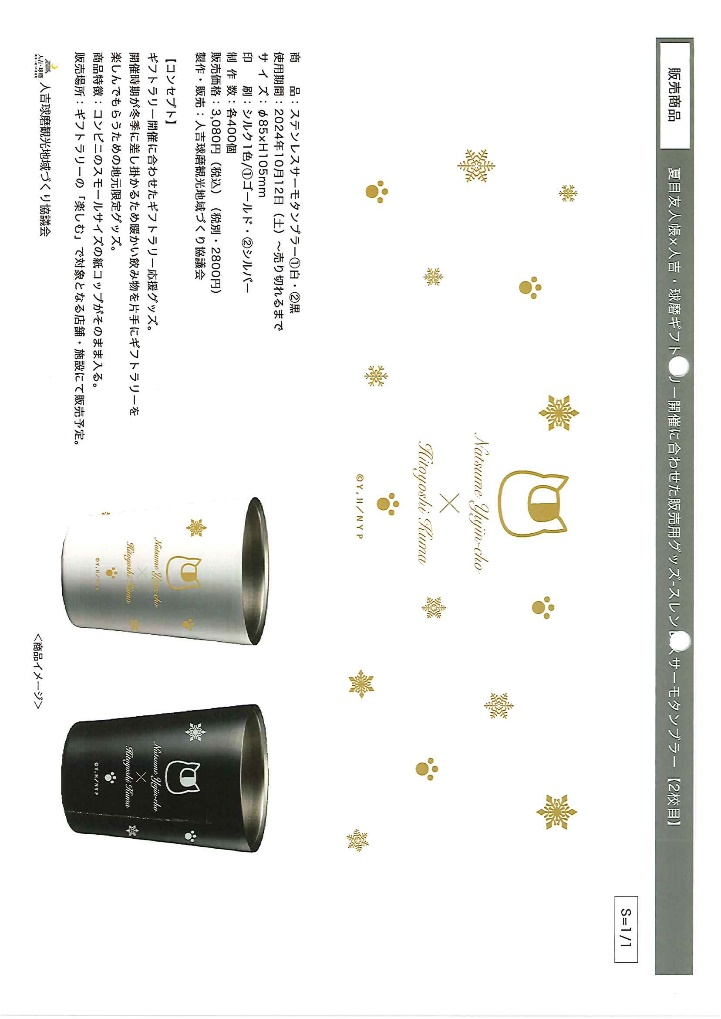 販売商品
夏目友人帳×人吉・球磨ギフト リー開催に合わせた販売用グッズ-スレン スサーモタンブラー【2校目】
S=1/1
Natsume Yujin-cho
×
Hitoyoshi Kuma
©Y,H/NYP
商　品：ステンレスサーモタンブラー①白・②黒
使用期間：2024年10月12日（土）～売り切れるまで
サイズ：φ85×H105mm
印　刷：シルク1色/①ゴールド・②シルバー
制作数：各400個
販売価格：3,080円（税込）（税別・2800円）
製作・販売：人吉球磨観光地域づくり協議会
【コンセプト】
ギフトラリー開催に合わせたギフトラリー応援グッズ。
開催時期が冬季に差し掛かるため暖かい飲み物を片手にギフトラリーを
楽しんでもらうための地元限定グッズ。
商品特徴：コンビニのスモールサイズの紙コップがそのまま入る。
販売場所：ギフトラリーの「楽しむ」で対象となる店舗・施設にて販売予定。
人吉球磨観光地域づくり協議会
Natsume Yujin-cho
×
Hitoyoshi Kuma
©Y,H/NYP
Natsume Yujin-cho
×
Hitoyoshi Kuma
©Y,H/NYP
<商品イメージ>